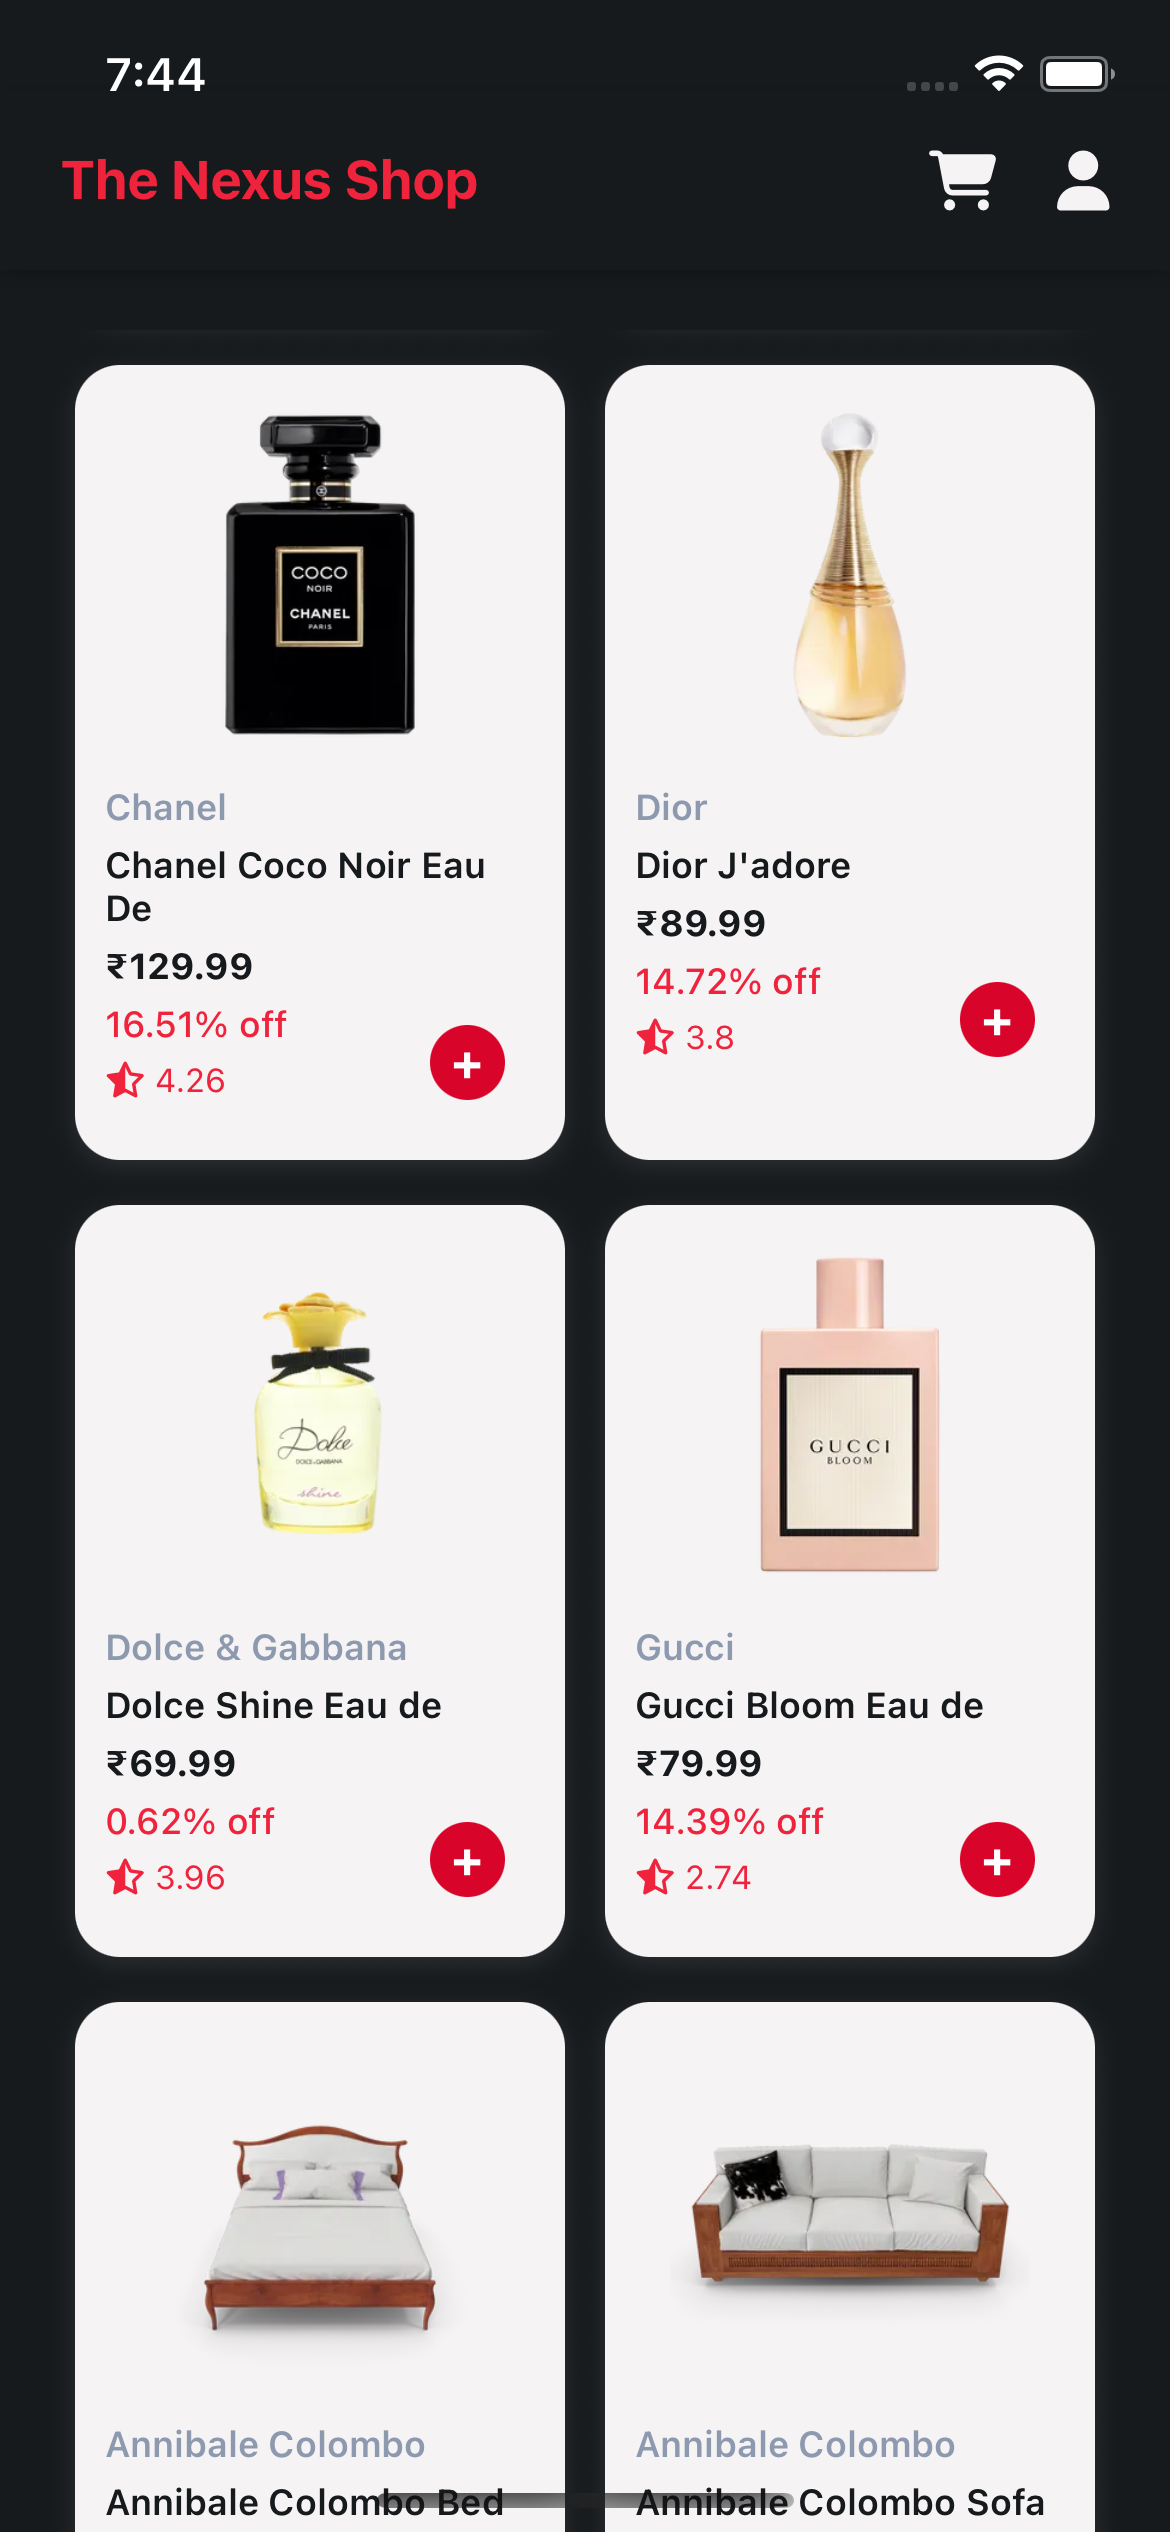 7:44
The Nexus Shop
COCO
NOIR
CHANEL
PARIS
Chanel
Chanel Coco Noir Eau
De
₹129.99
16.51% off
4.26
+
Dior
Dior J'adore
₹89.99
14.72% off
3.8
+
Dolce
DOLCE & GABBANA
shine
Dolce & Gabbana
Dolce Shine Eau de
₹69.99
0.62% off
3.96
+
GUCCI
BLOOM
Gucci
Gucci Bloom Eau de
₹79.99
14.39% off
2.74
+
Annibale Colombo
Annibale Colombo Bed
Annibale Colombo
Annibale Colombo Sofa